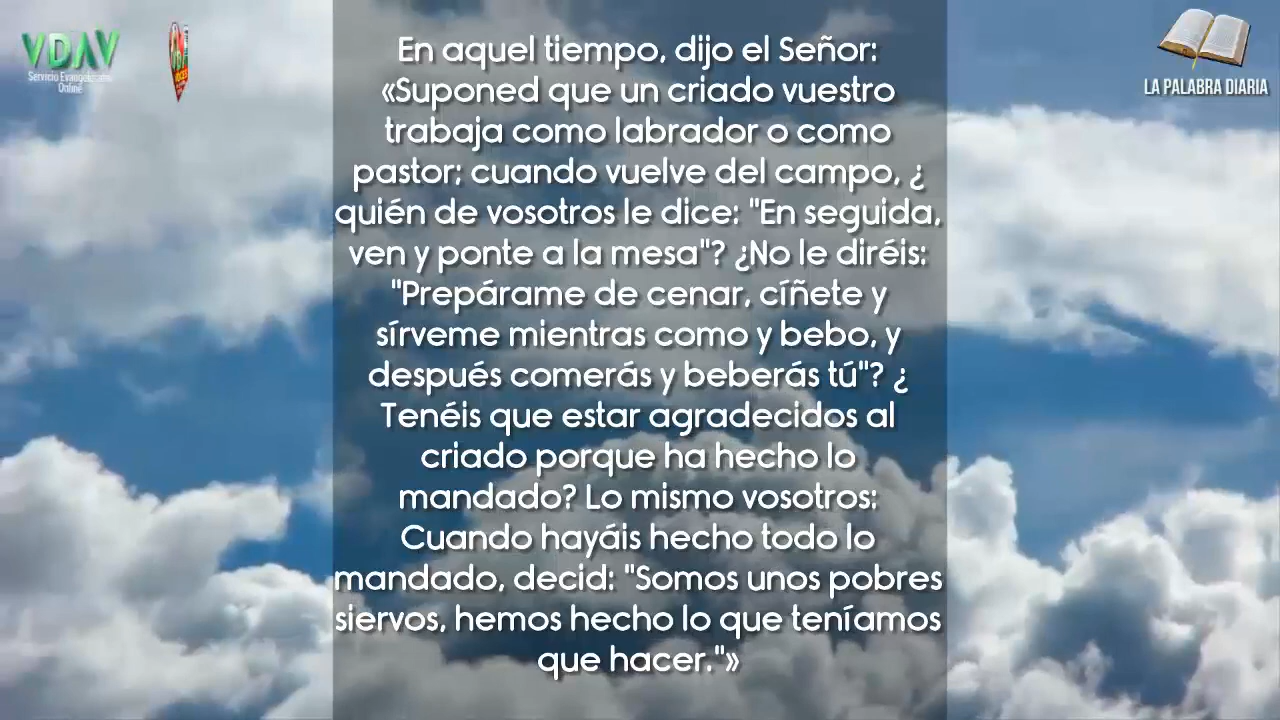 VDAV
Servicio Evangelizador
Online
LA PALABRA DIARIA
En aquel tiempo, dijo el Señor:
«Suponed que un criado vuestro
trabaja como labrador o como
pastor; cuando vuelve del campo, ¿
quién de vosotros le dice: "En seguida,
ven y ponte a la mesa"? ¿No le diréis:
"Prepárame de cenar, cíñete y
sírveme mientras como y bebo, y
después comerás y beberás tú"? ¿
Tenéis que estar agradecidos al
criado porque ha hecho lo
mandado? Lo mismo vosotros:
Cuando hayáis hecho todo lo
mandado, decid: "Somos unos pobres
siervos, hemos hecho lo que teníamos
que hacer."»